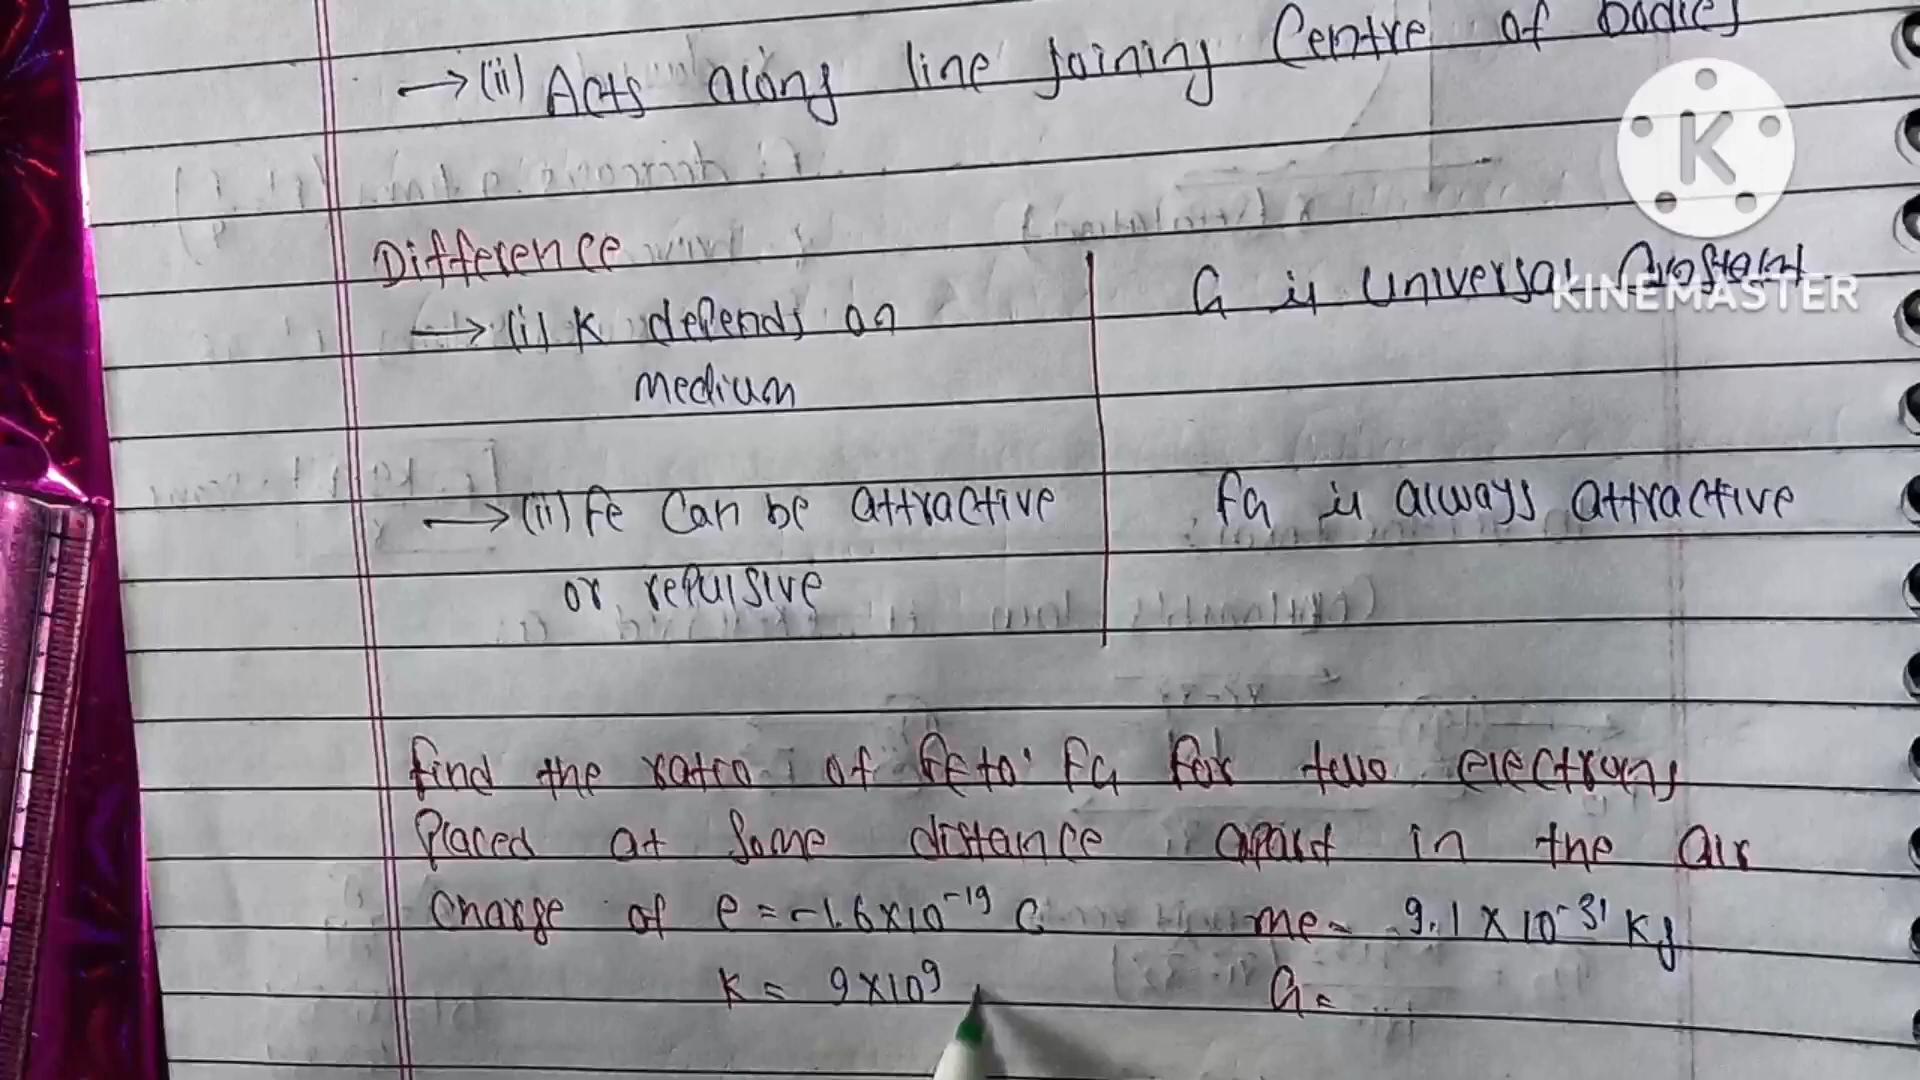 → (ii) Acts along line joining Centre of bodies
Difference
→ (i) K depends on
medium
G is universal Constant
KINEMASTER
→ (ii) Fe can be attractive
or repulsive
FG is always attractive
find the ratio of FE to FG for two electrons
Placed at some distance apart in the air
Charge of e = -1.6 × 10⁻¹⁹ C me = 9.1 × 10⁻³¹ Kg
K = 9 × 10⁹ G =